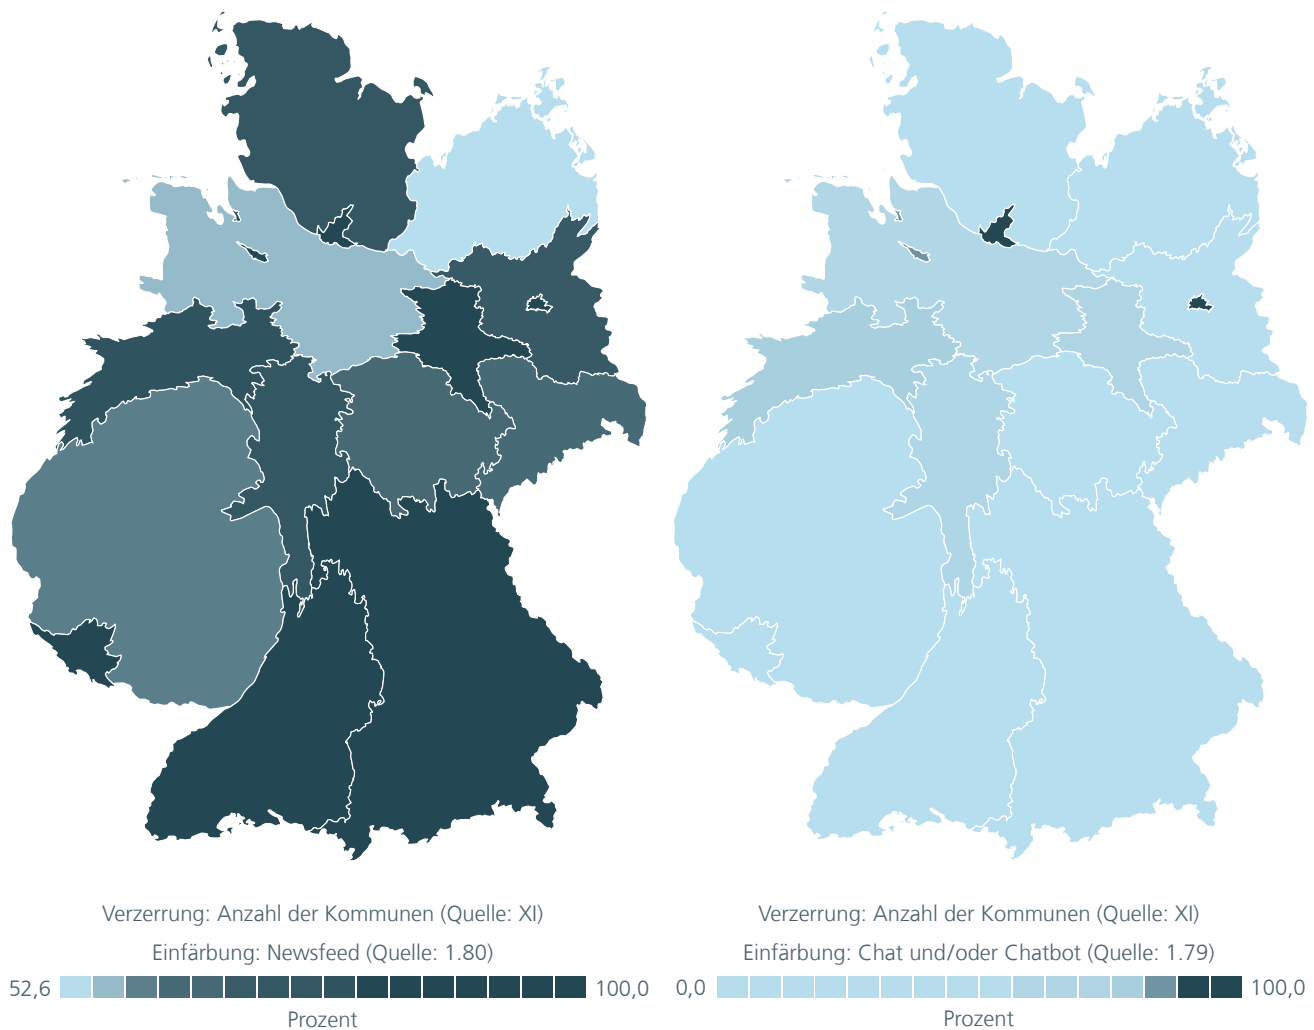 Verzerrung: Anzahl der Kommunen (Quelle: XI)
Einfärbung: Newsfeed (Quelle: 1.80)
52,6 100,0
Prozent
Verzerrung: Anzahl der Kommunen (Quelle: XI)
Einfärbung: Chat und/oder Chatbot (Quelle: 1.79)
0,0 100,0
Prozent